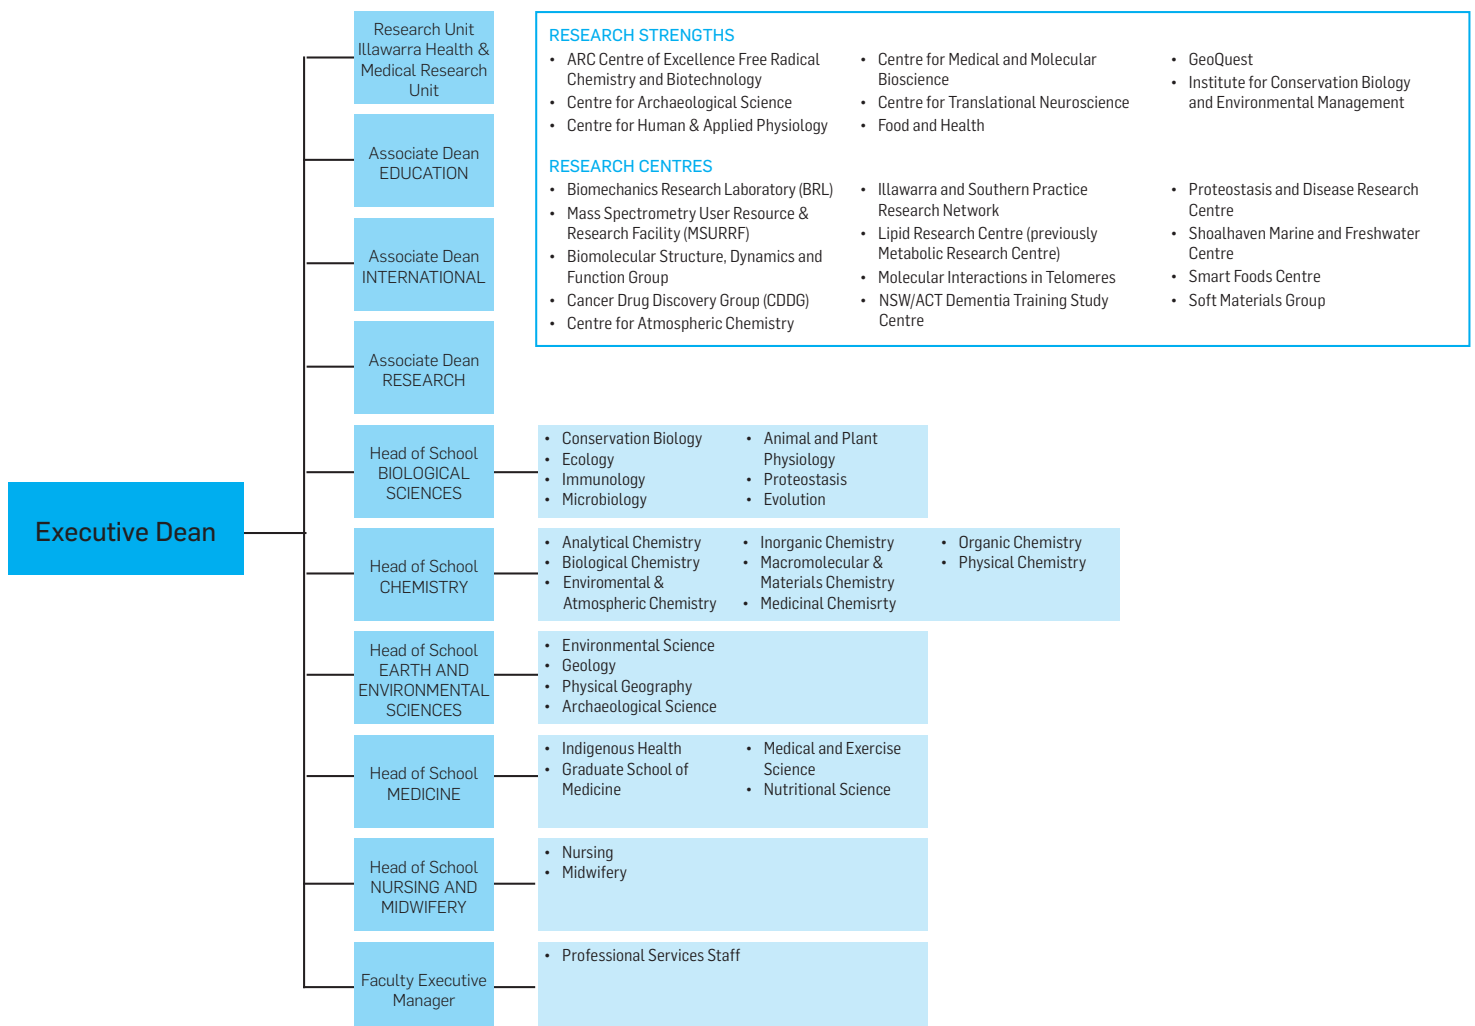 Executive Dean
Research Unit
Illawarra Health &
Medical Research
Unit
Associate Dean
EDUCATION
Associate Dean
INTERNATIONAL
Associate Dean
RESEARCH
Head of School
BIOLOGICAL
SCIENCES
• Conservation Biology
• Ecology
• Immunology
• Microbiology
• Animal and Plant
Physiology
• Proteostasis
• Evolution
Head of School
CHEMISTRY
• Analytical Chemistry
• Biological Chemistry
• Enviromental &
Atmospheric Chemistry
• Inorganic Chemistry
• Macromolecular &
Materials Chemistry
• Medicinal Chemisrty
• Organic Chemistry
• Physical Chemistry
Head of School
EARTH AND
ENVIRONMENTAL
SCIENCES
• Environmental Science
• Geology
• Physical Geography
• Archaeological Science
Head of School
MEDICINE
• Indigenous Health
• Graduate School of
Medicine
• Medical and Exercise
Science
• Nutritional Science
Head of School
NURSING AND
MIDWIFERY
• Nursing
• Midwifery
Faculty Executive
Manager
• Professional Services Staff
RESEARCH STRENGTHS
• ARC Centre of Excellence Free Radical
Chemistry and Biotechnology
• Centre for Archaeological Science
• Centre for Human & Applied Physiology
• Centre for Medical and Molecular
Bioscience
• Centre for Translational Neuroscience
• Food and Health
• GeoQuest
• Institute for Conservation Biology
and Environmental Management
RESEARCH CENTRES
• Biomechanics Research Laboratory (BRL)
• Mass Spectrometry User Resource &
Research Facility (MSURRF)
• Biomolecular Structure, Dynamics and
Function Group
• Cancer Drug Discovery Group (CDDG)
• Centre for Atmospheric Chemistry
• Illawarra and Southern Practice
Research Network
• Lipid Research Centre (previously
Metabolic Research Centre)
• Molecular Interactions in Telomeres
• NSW/ACT Dementia Training Study
Centre
• Proteostasis and Disease Research
Centre
• Shoalhaven Marine and Freshwater
Centre
• Smart Foods Centre
• Soft Materials Group